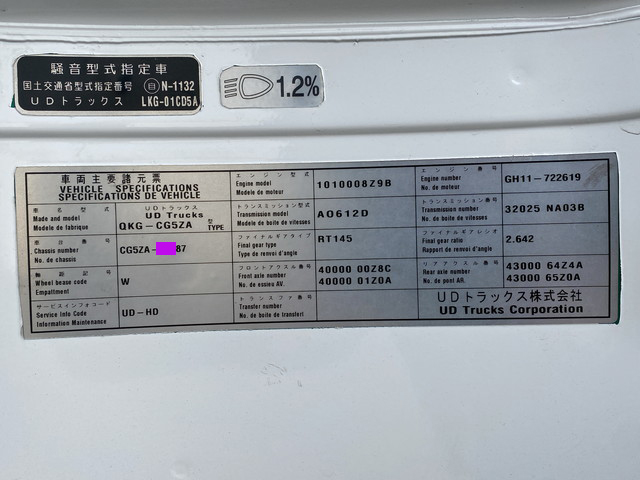 騒音型式指定車
国土交通省型式指定番号 自 N-1132
UDトラックス LKG-01CD5A
1.2%
車両主要諸元票
VEHICLE SPECIFICATIONS
SPECIFICATIONS DE VEHICLE
車名型式
Made and model
Modele de fabrique
UDトラックス
UD Trucks
QKG-CG5ZA 型 TYPE
車台番号
Chassis number
No. de chassis
CG5ZA- 87
軸距記号
Wheel bease code
Empattment
W
サービスインフォコード
Service Info Code
Information Maintenance
UD-HD
エンジン型式
Engine model
Modele de moteur
1010008Z9B
トランスミッション型式
Transmission model
Modele de boite de vitesses
AO612D
ファイナルギアタイプ
Final gear type
Type de renvoi d'angle
RT145
フロントアクスル番号
Front axle number
No. de essieu AV.
40000 00Z8C
40000 01Z0A
トランスファ番号
Transfer number
No. de boite de transfert
エンジン番号
Engine number
No. de moteur
GH11-722619
トランスミッション番号
Transmission number
No. de boite de vitesses
32025 NA03B
ファイナルギアレシオ
Final gear ratio
Rapport de renvoi d'angle
2.642
リアアクスル番号
Rear axle number
No. de pont AR.
43000 64Z4A
43000 65Z0A
UDトラックス株式会社
UD Trucks Corporation